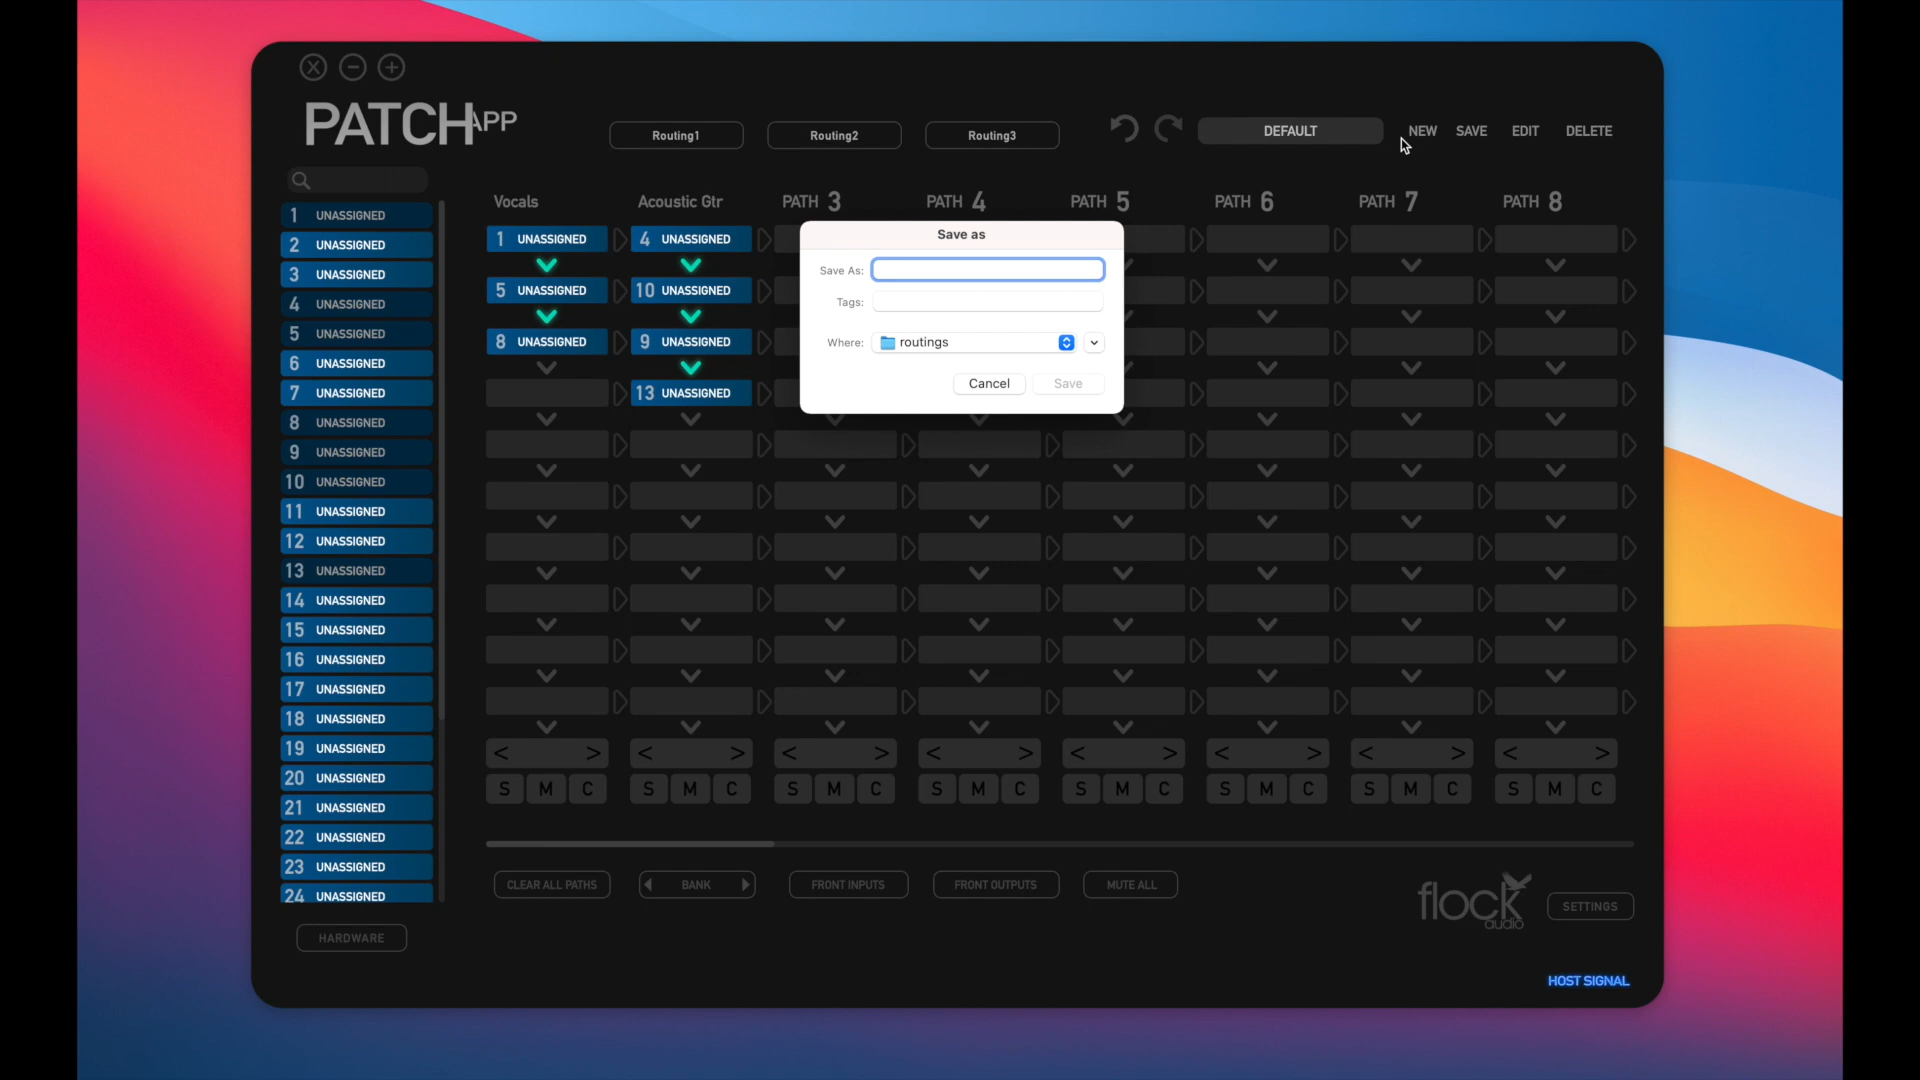 PATCH APP
Routing1
Routing2
Routing3
DEFAULT
NEW
SAVE
EDIT
DELETE
Vocals
Acoustic Gtr
PATH 3
PATH 4
PATH 5
PATH 6
PATH 7
PATH 8
1 UNASSIGNED
2 UNASSIGNED
3 UNASSIGNED
4 UNASSIGNED
5 UNASSIGNED
6 UNASSIGNED
7 UNASSIGNED
8 UNASSIGNED
9 UNASSIGNED
10 UNASSIGNED
11 UNASSIGNED
12 UNASSIGNED
13 UNASSIGNED
14 UNASSIGNED
15 UNASSIGNED
16 UNASSIGNED
17 UNASSIGNED
18 UNASSIGNED
19 UNASSIGNED
20 UNASSIGNED
21 UNASSIGNED
22 UNASSIGNED
23 UNASSIGNED
24 UNASSIGNED
HARDWARE
1 UNASSIGNED
5 UNASSIGNED
8 UNASSIGNED
4 UNASSIGNED
10 UNASSIGNED
9 UNASSIGNED
13 UNASSIGNED
Save as
Save As:
Tags:
Where: routings
Cancel
Save
< > < > < > < > < > < > < > < >
S M C S M C S M C S M C S M C S M C S M C S M C
CLEAR ALL PATHS
BANK
FRONT INPUTS
FRONT OUTPUTS
MUTE ALL
flock
audio
SETTINGS
HOST SIGNAL